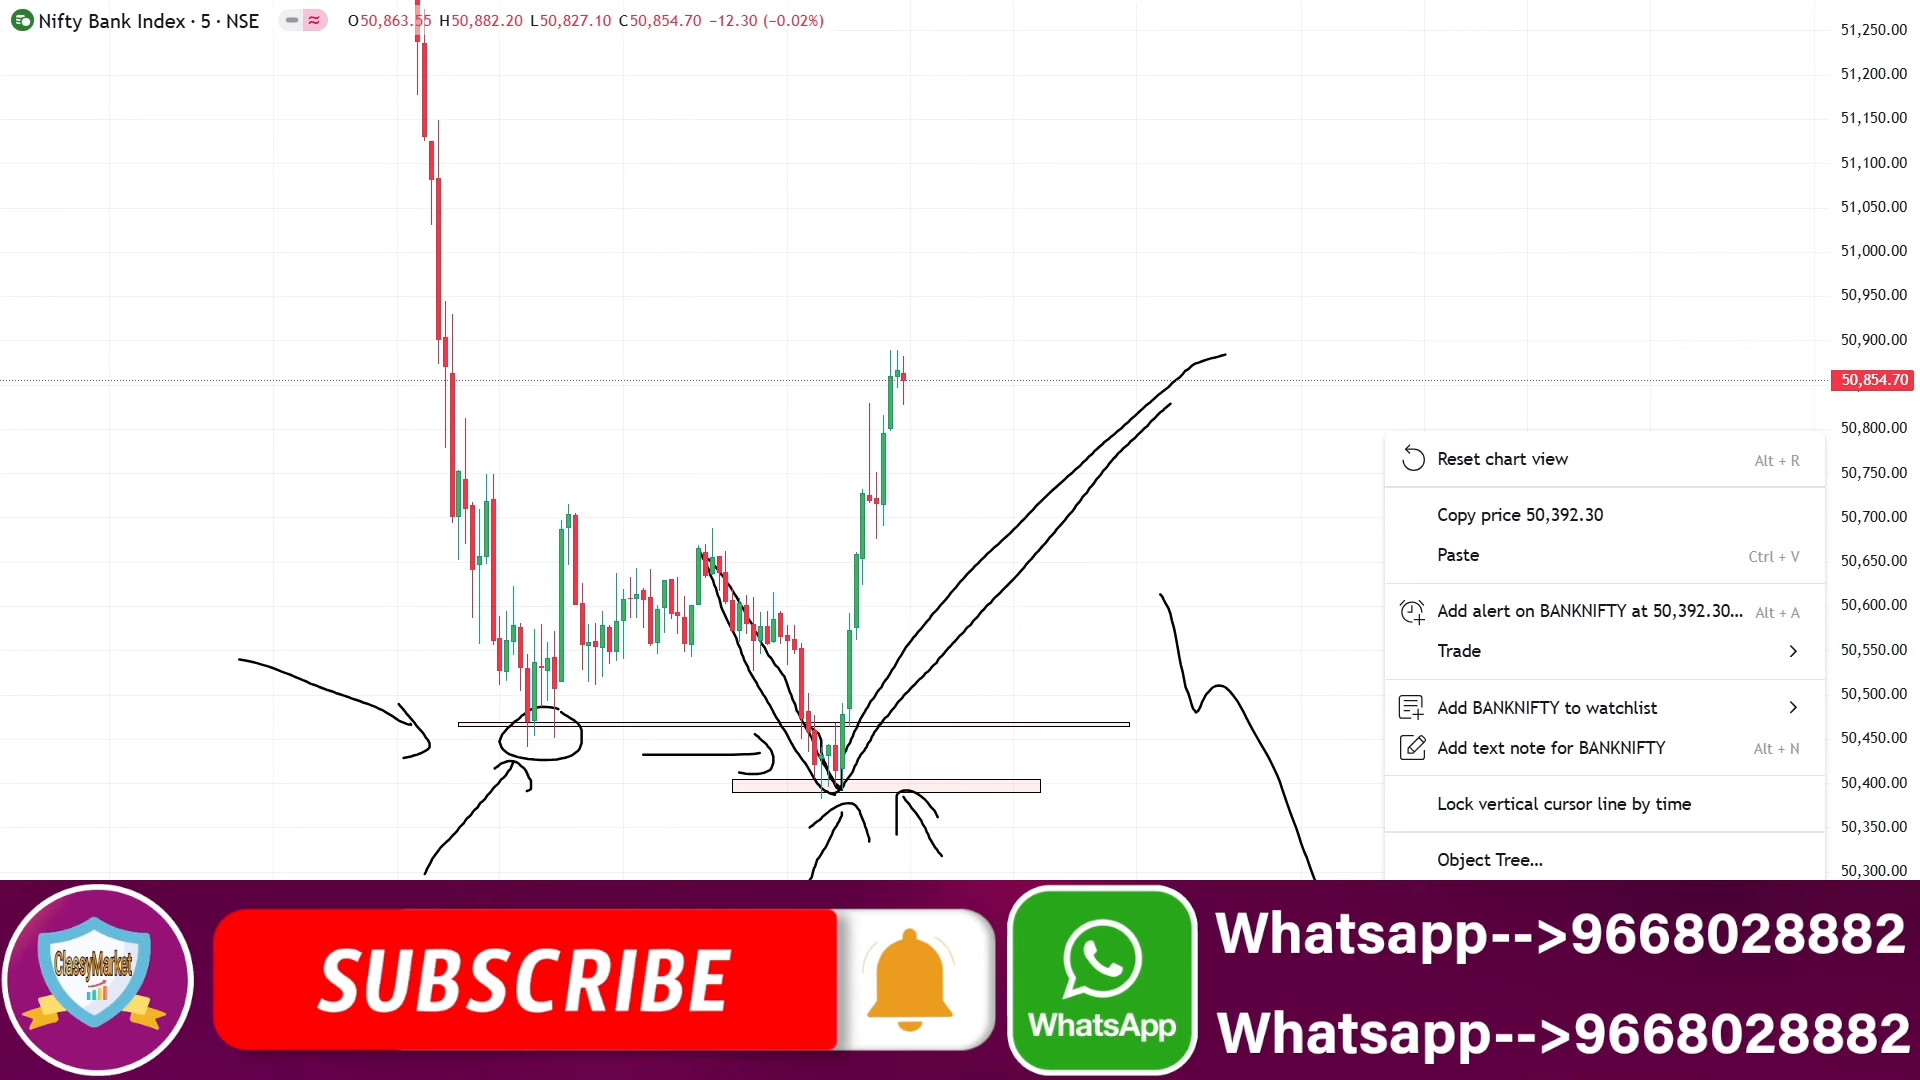 Nifty Bank Index · 5 · NSE
O50,863.55 H50,882.20 L50,827.10 C50,854.70 −12.30 (−0.02%)
51,250.00
51,200.00
51,150.00
51,100.00
51,050.00
51,000.00
50,950.00
50,900.00
50,854.70
50,800.00
50,750.00
50,700.00
50,650.00
50,600.00
50,550.00
50,500.00
50,450.00
50,400.00
50,350.00
50,300.00
Reset chart view Alt + R
Copy price 50,392.30
Paste Ctrl + V
Add alert on BANKNIFTY at 50,392.30... Alt + A
Trade
Add BANKNIFTY to watchlist
Add text note for BANKNIFTY Alt + N
Lock vertical cursor line by time
Object Tree...
ClassyMarket
SUBSCRIBE
WhatsApp
Whatsapp-->9668028882
Whatsapp-->9668028882